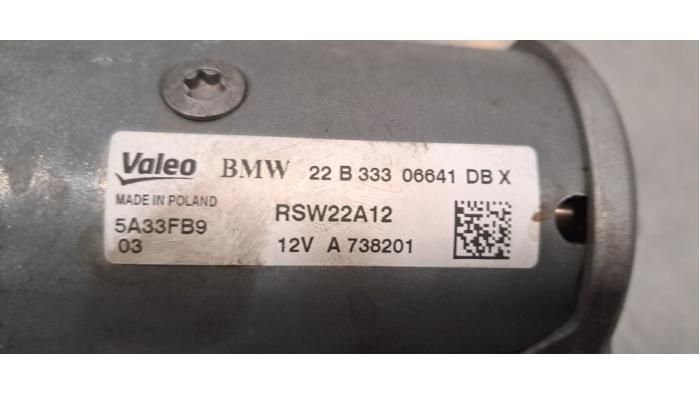 Valeo BMW 22 B 333 06641 DB X
MADE IN POLAND
5A33FB9 RSW22A12
03 12V A 738201